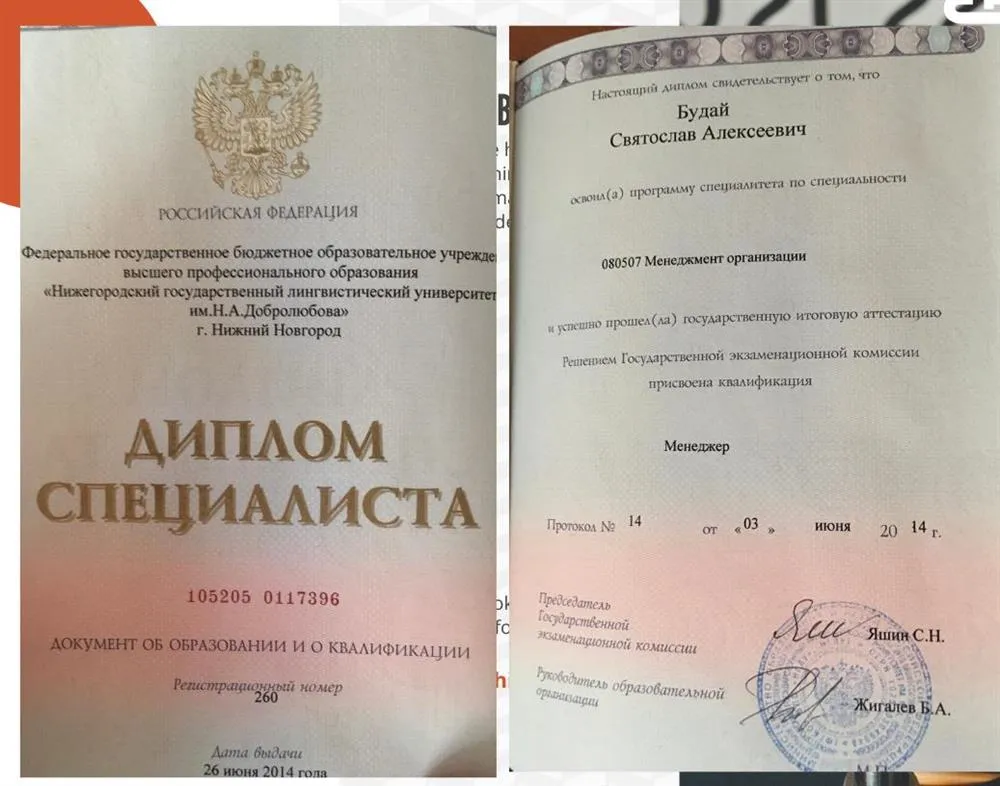 РОССИЙСКАЯ ФЕДЕРАЦИЯ
Федеральное государственное бюджетное образовательное учрежде
высшего профессионального образования
«Нижегородский государственный лингвистический университет
им.Н.А.Добролюбова»
г. Нижний Новгород
ДИПЛОМ
СПЕЦИАЛИСТА
105205 0117396
ДОКУМЕНТ ОБ ОБРАЗОВАНИИ И О КВАЛИФИКАЦИИ
Регистрационный номер
260
Дата выдачи
26 июня 2014 года
Настоящий диплом свидетельствует о том, что
Будай
Святослав Алексеевич
освоил(а) программу специалитета по специальности
080507 Менеджмент организации
и успешно прошел(ла) государственную итоговую аттестацию
Решением Государственной экзаменационной комиссии
присвоена квалификация
Менеджер
Протокол № 14 от «03» июня 2014 г.
Председатель
Государственной
экзаменационной комиссии
Яшин С.Н.
Руководитель образовательной
организации
Жигалев Б.А.
М.П.